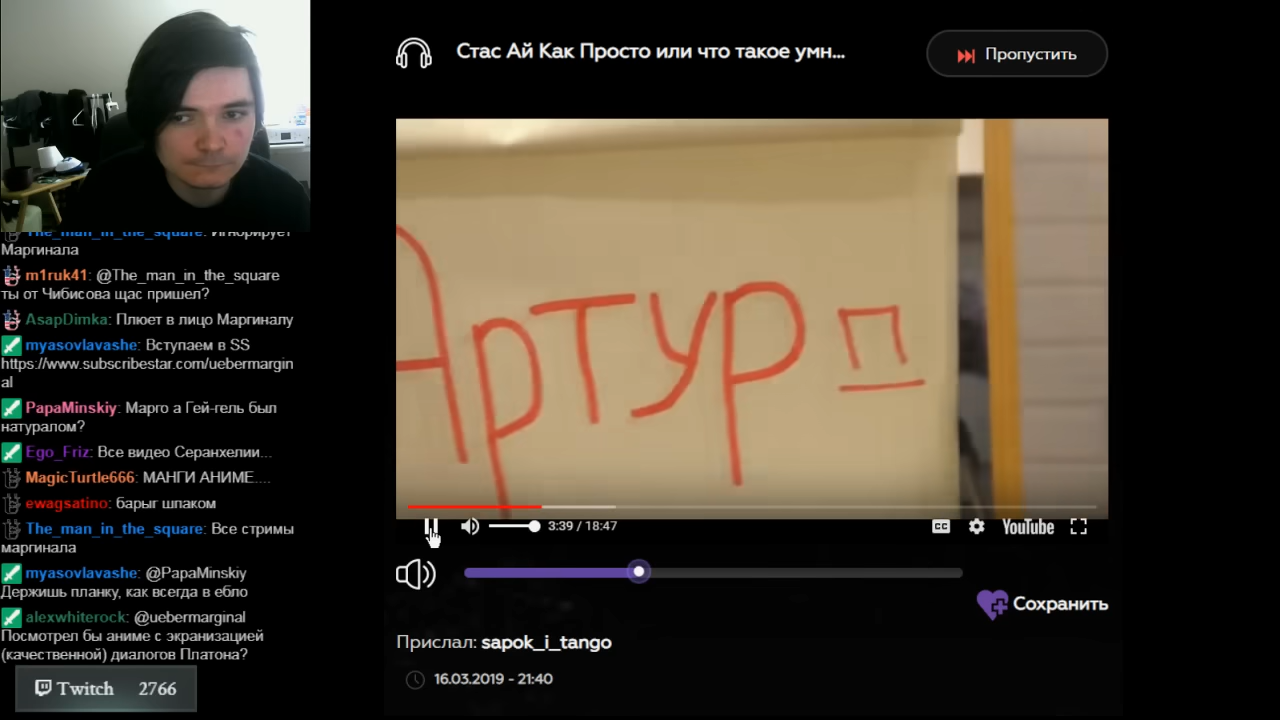 Стас Ай Как Просто или что такое умн...
Пропустить
Артур П
The_man_in_the_square: Игнорирует
Маргинала
m1ruk41: @The_man_in_the_square
ты от Чибисова щас пришел?
AsapDimka: Плюет в лицо Маргиналу
myasovlavashe: Вступаем в SS
https://www.subscribestar.com/uebermargin
al
PapaMinskiy: Марго а Гей-гель был
натуралом?
Ego_Friz: Все видео Серанхелии...
MagicTurtle666: МАНГИ АНИМЕ....
ewagsatino: барыг шпаком
The_man_in_the_square: Все стримы
маргинала
myasovlavashe: @PapaMinskiy
Держишь планку, как всегда в ебло
alexwhiterock: @uebermarginal
Посмотрел бы аниме с экранизацией
(качественной) диалогов Платона?
Twitch 2766
3:39 / 18:47
CC
YouTube
Сохранить
Прислал: sapok_i_tango
16.03.2019 - 21:40